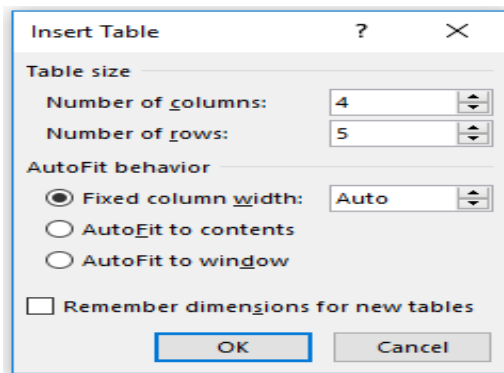 Insert Table ? ×
Table size
Number of columns: 4
Number of rows: 5
AutoFit behavior
Fixed column width: Auto
AutoFit to contents
AutoFit to window
Remember dimensions for new tables
OK Cancel